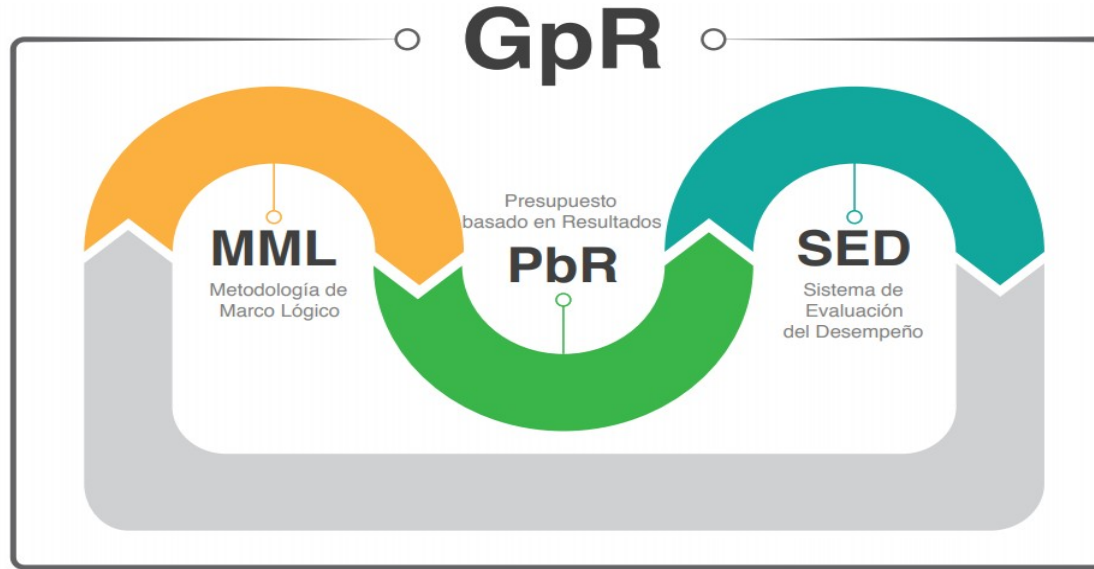 GpR
MML
Metodología de
Marco Lógico
Presupuesto
basado en Resultados
PbR
SED
Sistema de
Evaluación
del Desempeño